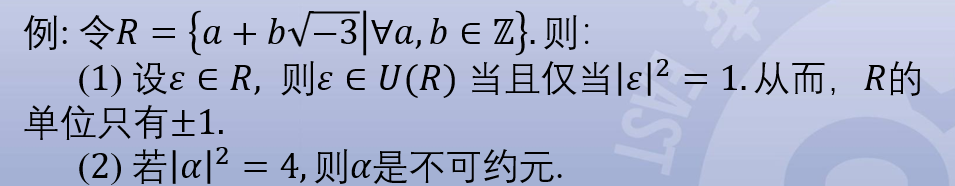 例: 令R = {a + b√−3|∀a, b ∈ ℤ}. 则:
(1) 设ε ∈ R, 则ε ∈ U(R) 当且仅当|ε|² = 1. 从而, R的
单位只有±1.
(2) 若|α|² = 4, 则α是不可约元.
EAST